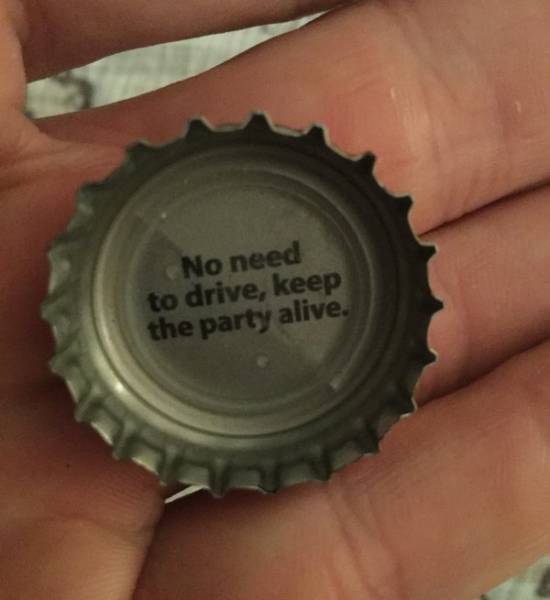 No need
to drive, keep
the party alive.